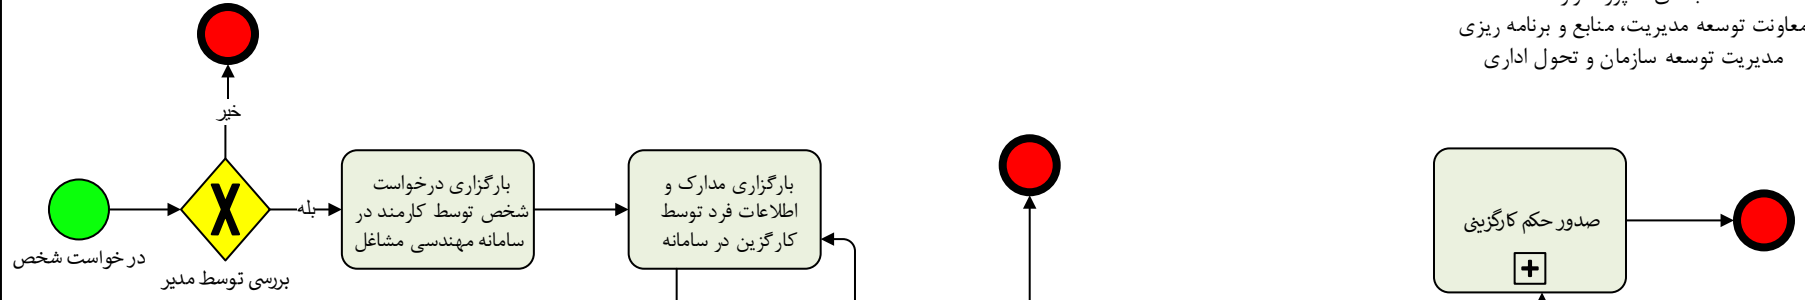 معاونت توسعه مدیریت، منابع و برنامه ریزی
مدیریت توسعه سازمان و تحول اداری
خیر
بله
در خواست شخص
بررسی توسط مدیر
بارگزاری درخواست
شخص توسط کارمند در
سامانه مهندسی مشاغل
بارگزاری مدارک و
اطلاعات فرد توسط
کارگزین در سامانه
صدور حکم کارگزینی